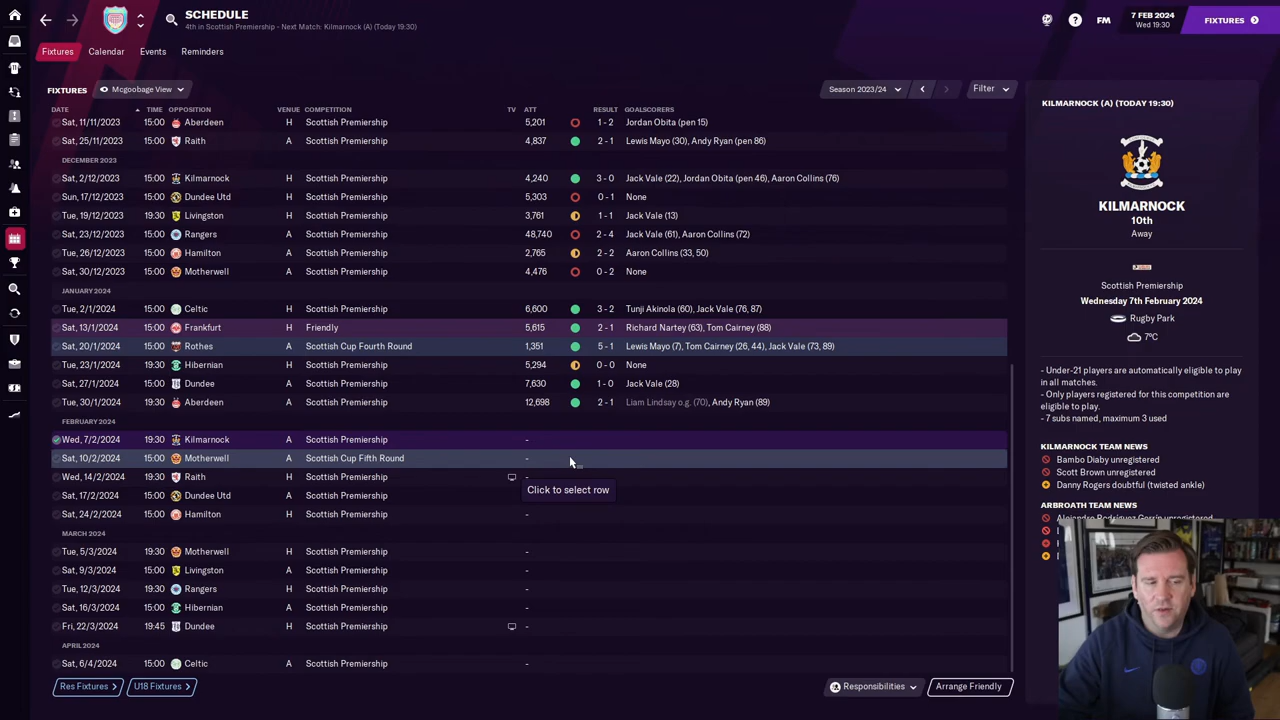 SCHEDULE
4th in Scottish Premiership - Next Match: Kilmarnock (A) (Today 19:30)
FM
7 FEB 2024
Wed 19:30
FIXTURES
Fixtures
Calendar
Events
Reminders
FIXTURES
Mcgoobage View
Season 2023/24
Filter
DATE TIME OPPOSITION VENUE COMPETITION TV ATT RESULT GOALSCORERS
Sat, 11/11/2023 15:00 Aberdeen H Scottish Premiership 5,201 1 - 2 Jordan Obita (pen 15)
Sat, 25/11/2023 15:00 Raith A Scottish Premiership 4,837 2 - 1 Lewis Mayo (30), Andy Ryan (pen 86)
DECEMBER 2023
Sat, 2/12/2023 15:00 Kilmarnock H Scottish Premiership 4,240 3 - 0 Jack Vale (22), Jordan Obita (pen 46), Aaron Collins (76)
Sun, 17/12/2023 15:00 Dundee Utd H Scottish Premiership 5,303 0 - 1 None
Tue, 19/12/2023 19:30 Livingston H Scottish Premiership 3,761 1 - 1 Jack Vale (13)
Sat, 23/12/2023 15:00 Rangers A Scottish Premiership 48,740 2 - 4 Jack Vale (61), Aaron Collins (72)
Tue, 26/12/2023 15:00 Hamilton A Scottish Premiership 2,765 2 - 2 Aaron Collins (33, 50)
Sat, 30/12/2023 15:00 Motherwell A Scottish Premiership 4,476 0 - 2 None
JANUARY 2024
Tue, 2/1/2024 15:00 Celtic H Scottish Premiership 6,600 3 - 2 Tunji Akinola (60), Jack Vale (76, 87)
Sat, 13/1/2024 15:00 Frankfurt H Friendly 5,615 2 - 1 Richard Nartey (63), Tom Cairney (88)
Sat, 20/1/2024 15:00 Rothes A Scottish Cup Fourth Round 1,351 5 - 1 Lewis Mayo (7), Tom Cairney (26, 44), Jack Vale (73, 89)
Tue, 23/1/2024 15:00 Hibernian H Scottish Premiership 5,294 0 - 0 None
Sat, 27/1/2024 15:00 Dundee A Scottish Premiership 7,630 1 - 0 Jack Vale (28)
Tue, 30/1/2024 15:00 Aberdeen A Scottish Premiership 12,698 2 - 1 Liam Lindsay o.g. (70), Andy Ryan (89)
FEBRUARY 2024
Wed, 7/2/2024 19:30 Kilmarnock A Scottish Premiership -
Sat, 10/2/2024 15:00 Motherwell A Scottish Cup Fifth Round -
Wed, 14/2/2024 19:30 Raith H Scottish Premiership -
Click to select row
Sat, 17/2/2024 15:00 Dundee Utd A Scottish Premiership -
Sat, 24/2/2024 15:00 Hamilton H Scottish Premiership -
MARCH 2024
Tue, 5/3/2024 19:30 Motherwell H Scottish Premiership -
Sat, 9/3/2024 15:00 Livingston A Scottish Premiership -
Tue, 12/3/2024 19:30 Rangers H Scottish Premiership -
Sat, 16/3/2024 15:00 Hibernian A Scottish Premiership -
Fri, 22/3/2024 19:45 Dundee H Scottish Premiership -
APRIL 2024
Sat, 6/4/2024 15:00 Celtic A Scottish Premiership -
Res Fixtures
U18 Fixtures
Responsibilities
Arrange Friendly
KILMARNOCK (A) (TODAY 19:30)
KILMARNOCK
10th
Away
Scottish Premiership
Wednesday 7th February 2024
Rugby Park
7°C
- Under-21 players are automatically eligible to play
in all matches.
- Only players registered for this competition are
eligible to play.
- 7 subs named, maximum 3 used
KILMARNOCK TEAM NEWS
Bambo Diaby unregistered
Scott Brown unregistered
Danny Rogers doubtful (twisted ankle)
ARBROATH TEAM NEWS